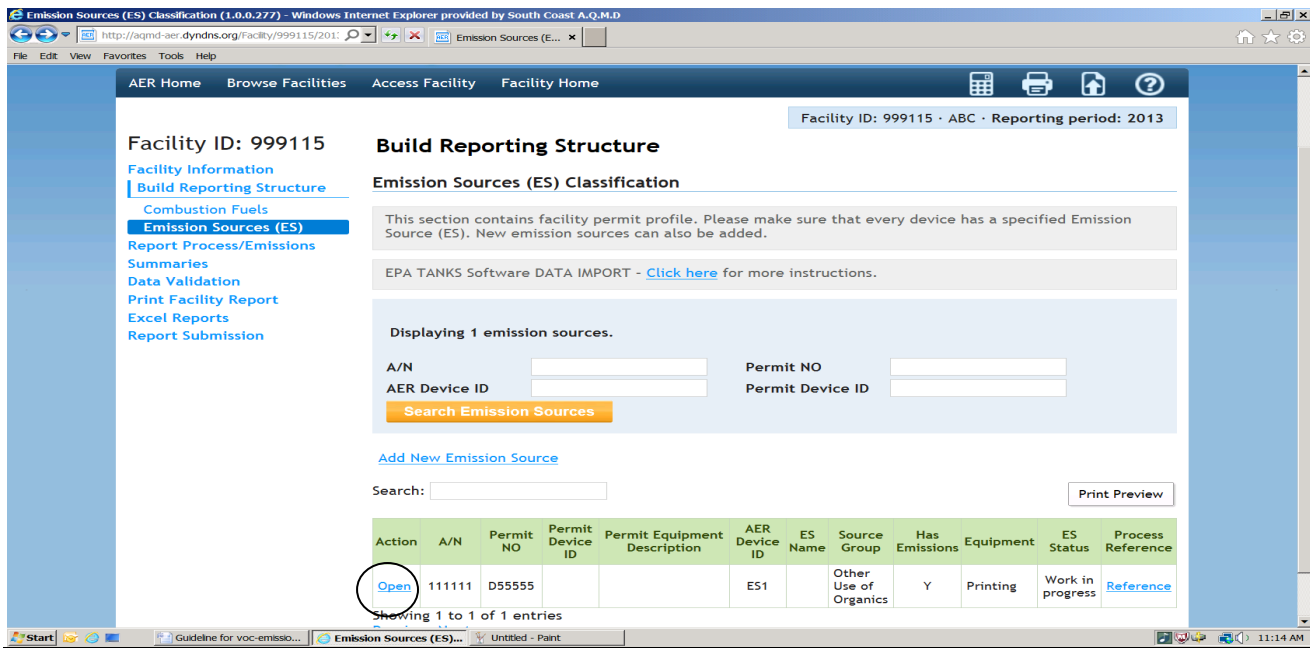 Emission Sources (ES) Classification (1.0.0.277) - Windows Internet Explorer provided by South Coast A.Q.M.D
http://aqmd-aer.dyndns.org/Facility/999115/201
Emission Sources (E...
File Edit View Favorites Tools Help
AER Home Browse Facilities Access Facility Facility Home
Facility ID: 999115 · ABC · Reporting period: 2013
Facility ID: 999115
Facility Information
Build Reporting Structure
Combustion Fuels
Emission Sources (ES)
Report Process/Emissions
Summaries
Data Validation
Print Facility Report
Excel Reports
Report Submission
Build Reporting Structure
Emission Sources (ES) Classification
This section contains facility permit profile. Please make sure that every device has a specified Emission
Source (ES). New emission sources can also be added.
EPA TANKS Software DATA IMPORT - Click here for more instructions.
Displaying 1 emission sources.
A/N Permit NO
AER Device ID Permit Device ID
Search Emission Sources
Add New Emission Source
Search:
Print Preview
Action A/N Permit NO Permit Device ID Permit Equipment Description AER Device ID ES Name Source Group Has Emissions Equipment ES Status Process Reference
Open 111111 D55555 ES1 Other Use of Organics Y Printing Work in progress Reference
Showing 1 to 1 of 1 entries
Start Guideline for voc-emissio... Emission Sources (ES)... Untitled - Paint 11:14 AM